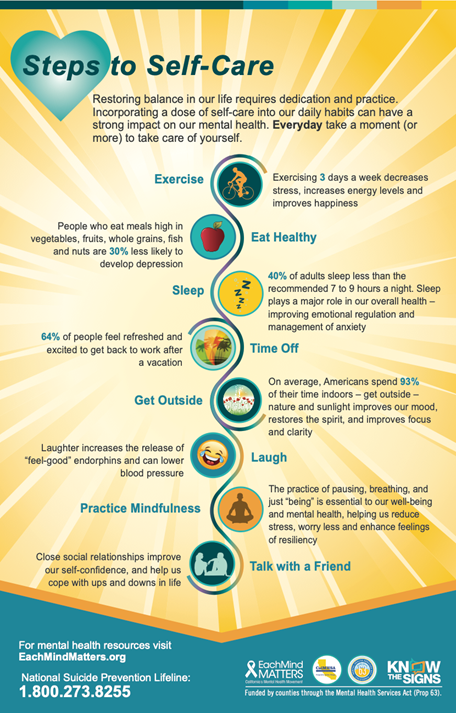 Steps to Self-Care
Restoring balance in our life requires dedication and practice.
Incorporating a dose of self-care into our daily habits can have a
strong impact on our mental health. Everyday take a moment (or
more) to take care of yourself.
Exercise
Exercising 3 days a week decreases
stress, increases energy levels and
improves happiness
People who eat meals high in
vegetables, fruits, whole grains, fish
and nuts are 30% less likely to
develop depression
Eat Healthy
Sleep
40% of adults sleep less than the
recommended 7 to 9 hours a night. Sleep
plays a major role in our overall health –
improving emotional regulation and
management of anxiety
64% of people feel refreshed and
excited to get back to work after
a vacation
Time Off
Get Outside
On average, Americans spend 93%
of their time indoors – get outside –
nature and sunlight improves our mood,
restores the spirit, and improves focus
and clarity
Laughter increases the release of
“feel-good” endorphins and can lower
blood pressure
Laugh
Practice Mindfulness
The practice of pausing, breathing, and
just “being” is essential to our well-being
and mental health, helping us reduce
stress, worry less and enhance feelings
of resiliency
Close social relationships improve
our self-confidence, and help us
cope with ups and downs in life
Talk with a Friend
For mental health resources visit
EachMindMatters.org
National Suicide Prevention Lifeline:
1.800.273.8255
EachMind
MATTERS
California's Mental Health Movement
KNOW
THE SIGNS
Funded by counties through the Mental Health Services Act (Prop 63).